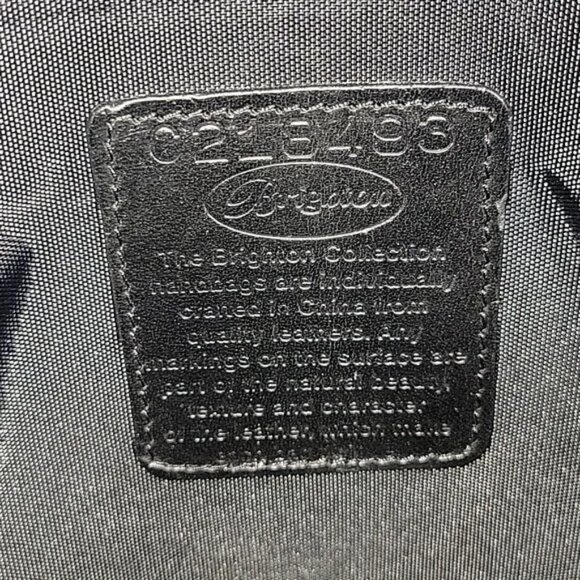 C218493
Brighton
The Brighton Collection
handbags are individually
crafted in China from
quality leathers. Any
markings on the surface are
part of the natural beauty,
texture and character
of the leather, which make